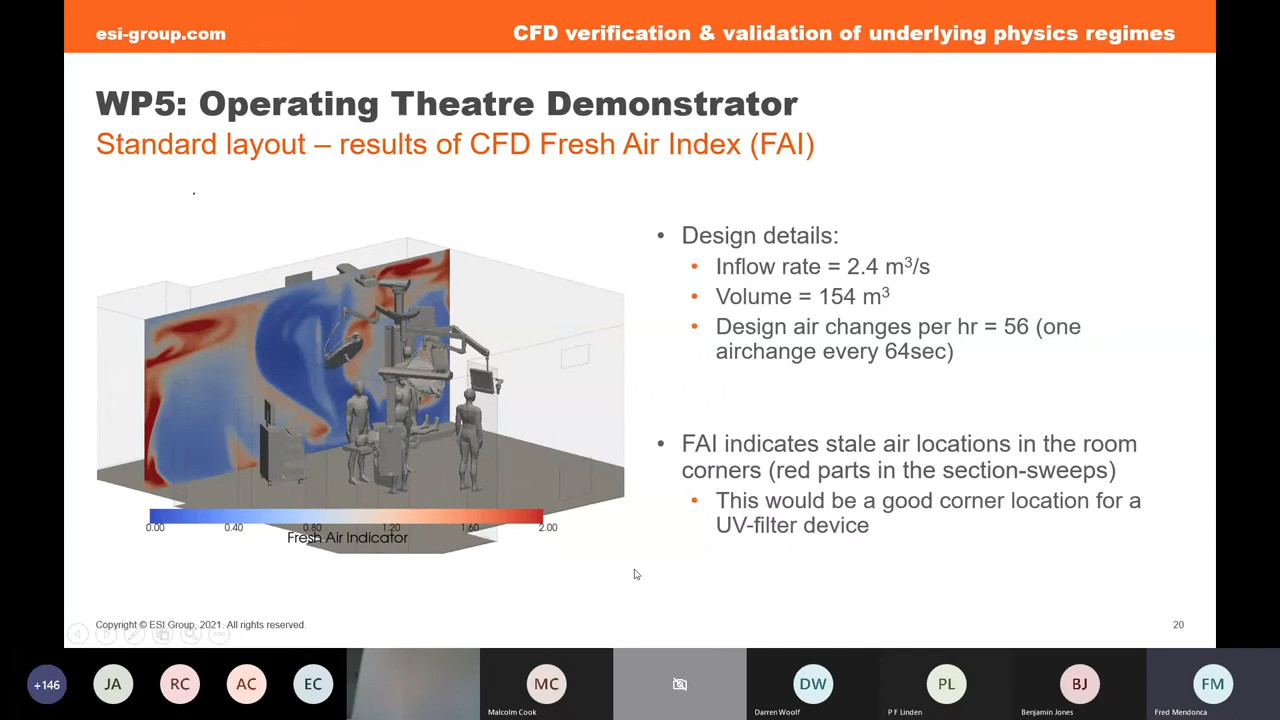 esi-group.com
CFD verification & validation of underlying physics regimes
WP5: Operating Theatre Demonstrator
Standard layout – results of CFD Fresh Air Index (FAI)
• Design details:
• Inflow rate = 2.4 m³/s
• Volume = 154 m³
• Design air changes per hr = 56 (one
airchange every 64sec)
• FAI indicates stale air locations in the room
corners (red parts in the section-sweeps)
• This would be a good corner location for a
UV-filter device
0.00 0.40 0.80 1.20 1.60 2.00
Fresh Air Indicator
Copyright © ESI Group, 2021. All rights reserved.
20
+146 JA RC AC EC MC DW PL BJ FM
Malcolm Cook Darren Woolf P F Linden Benjamin Jones Fred Mendonca